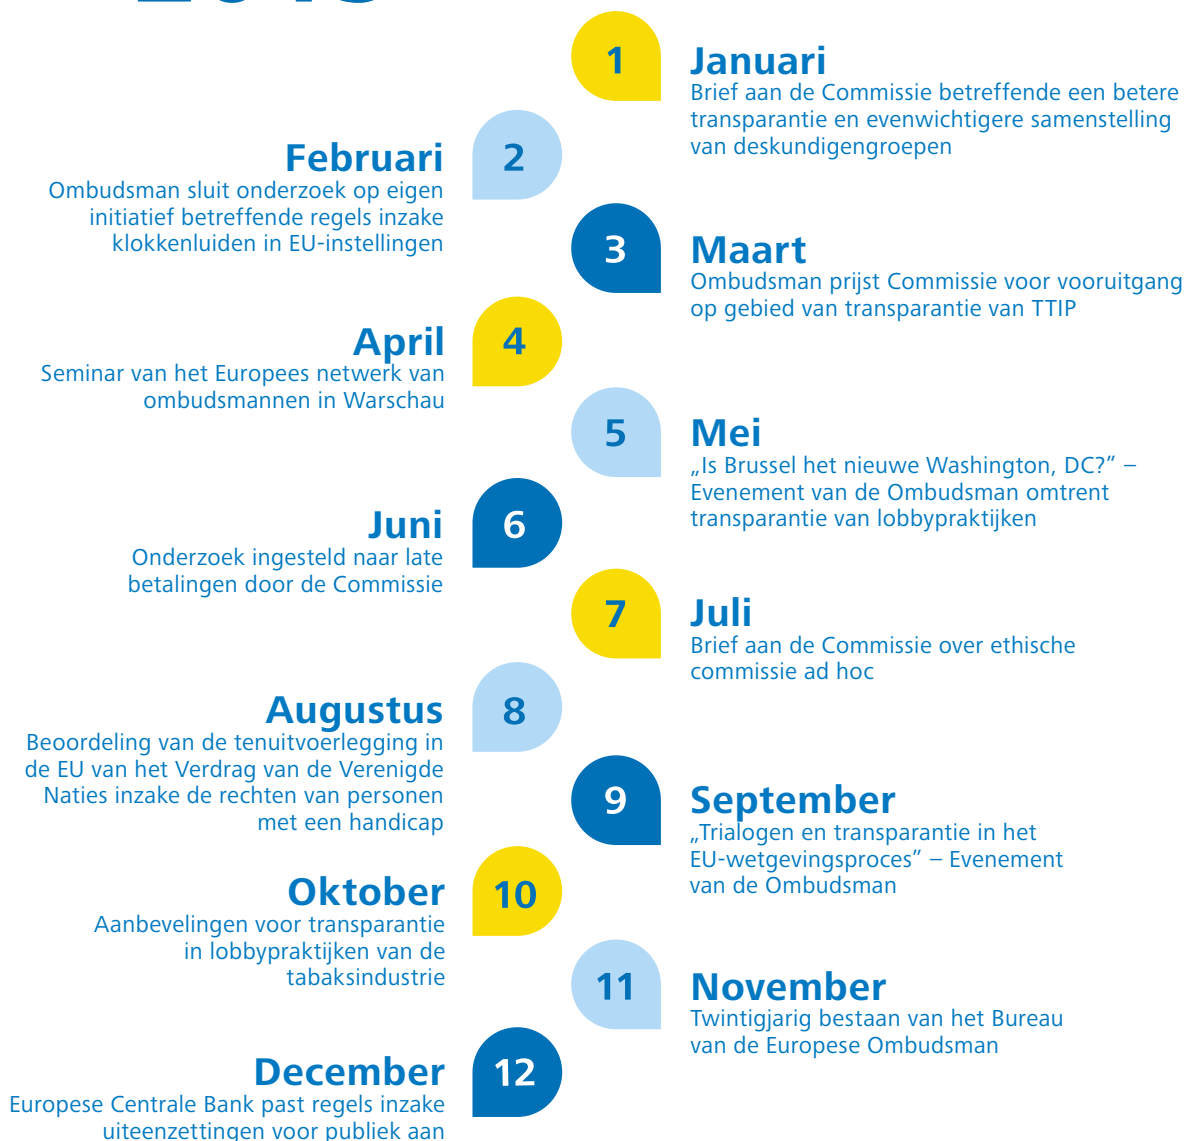 1
Januari
Brief aan de Commissie betreffende een betere
transparantie en evenwichtigere samenstelling
van deskundigengroepen
2
Februari
Ombudsman sluit onderzoek op eigen
initiatief betreffende regels inzake
klokkenluiden in EU-instellingen
3
Maart
Ombudsman prijst Commissie voor vooruitgang
op gebied van transparantie van TTIP
4
April
Seminar van het Europees netwerk van
ombudsmannen in Warschau
5
Mei
„Is Brussel het nieuwe Washington, DC?” –
Evenement van de Ombudsman omtrent
transparantie van lobbypraktijken
6
Juni
Onderzoek ingesteld naar late
betalingen door de Commissie
7
Juli
Brief aan de Commissie over ethische
commissie ad hoc
8
Augustus
Beoordeling van de tenuitvoerlegging in
de EU van het Verdrag van de Verenigde
Naties inzake de rechten van personen
met een handicap
9
September
„Trialogen en transparantie in het
EU-wetgevingsproces” – Evenement
van de Ombudsman
10
Oktober
Aanbevelingen voor transparantie
in lobbypraktijken van de
tabaksindustrie
11
November
Twintigjarig bestaan van het Bureau
van de Europese Ombudsman
12
December
Europese Centrale Bank past regels inzake
uiteenzettingen voor publiek aan